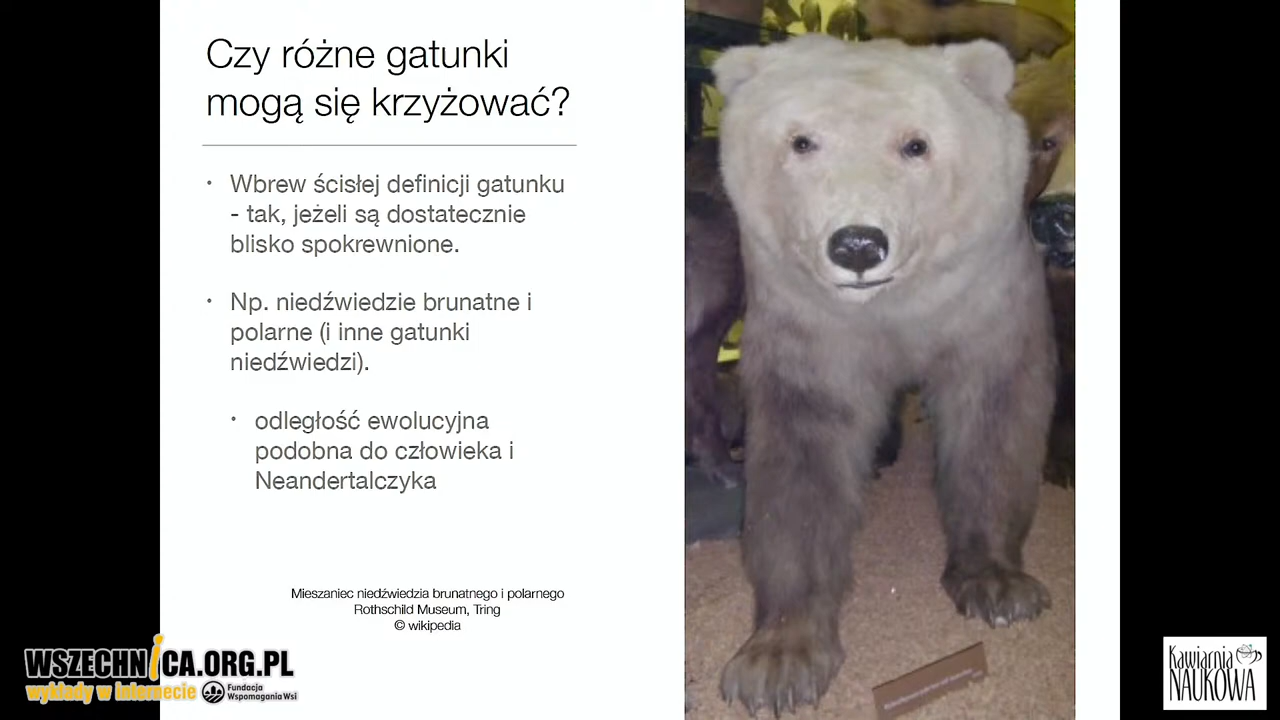 Czy różne gatunki
mogą się krzyżować?
• Wbrew ścisłej definicji gatunku
- tak, jeżeli są dostatecznie
blisko spokrewnione.
• Np. niedźwiedzie brunatne i
polarne (i inne gatunki
niedźwiedzi).
• odległość ewolucyjna
podobna do człowieka i
Neandertalczyka
Mieszaniec niedźwiedzia brunatnego i polarnego
Rothschild Museum, Tring
© wikipedia
WSZECHNICA.ORG.PL
wykłady w internecie
Fundacja
Wspomagania Wsi
Kawiarnia
NAUKOWA